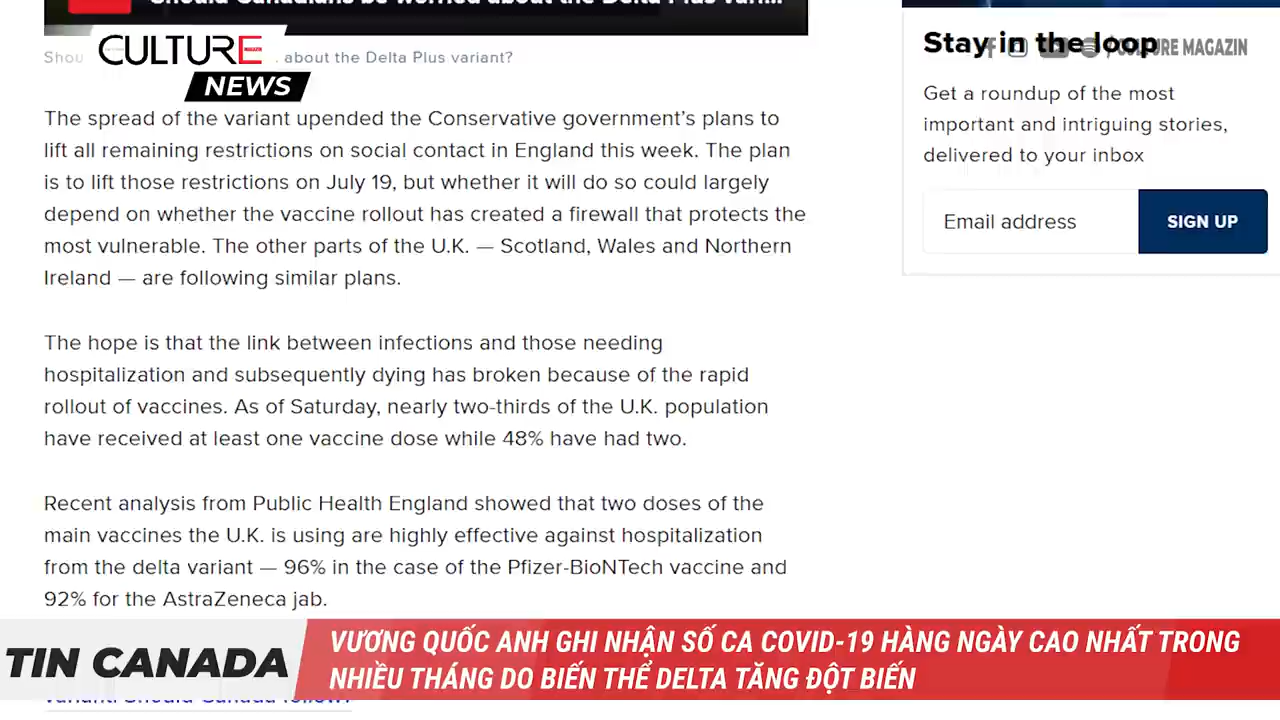 Should Canadians be worried about the Delta Plus vari...
Shou
about the Delta Plus variant?
CULTURE
NEWS
The spread of the variant upended the Conservative government’s plans to
lift all remaining restrictions on social contact in England this week. The plan
is to lift those restrictions on July 19, but whether it will do so could largely
depend on whether the vaccine rollout has created a firewall that protects the
most vulnerable. The other parts of the U.K. — Scotland, Wales and Northern
Ireland — are following similar plans.
The hope is that the link between infections and those needing
hospitalization and subsequently dying has broken because of the rapid
rollout of vaccines. As of Saturday, nearly two-thirds of the U.K. population
have received at least one vaccine dose while 48% have had two.
Recent analysis from Public Health England showed that two doses of the
main vaccines the U.K. is using are highly effective against hospitalization
from the delta variant — 96% in the case of the Pfizer-BioNTech vaccine and
92% for the AstraZeneca jab.
Stay in the loop
CULTURE MAGAZIN
Get a roundup of the most
important and intriguing stories,
delivered to your inbox
Email address
SIGN UP
TIN CANADA
VƯƠNG QUỐC ANH GHI NHẬN SỐ CA COVID-19 HÀNG NGÀY CAO NHẤT TRONG
NHIỀU THÁNG DO BIẾN THỂ DELTA TĂNG ĐỘT BIẾN